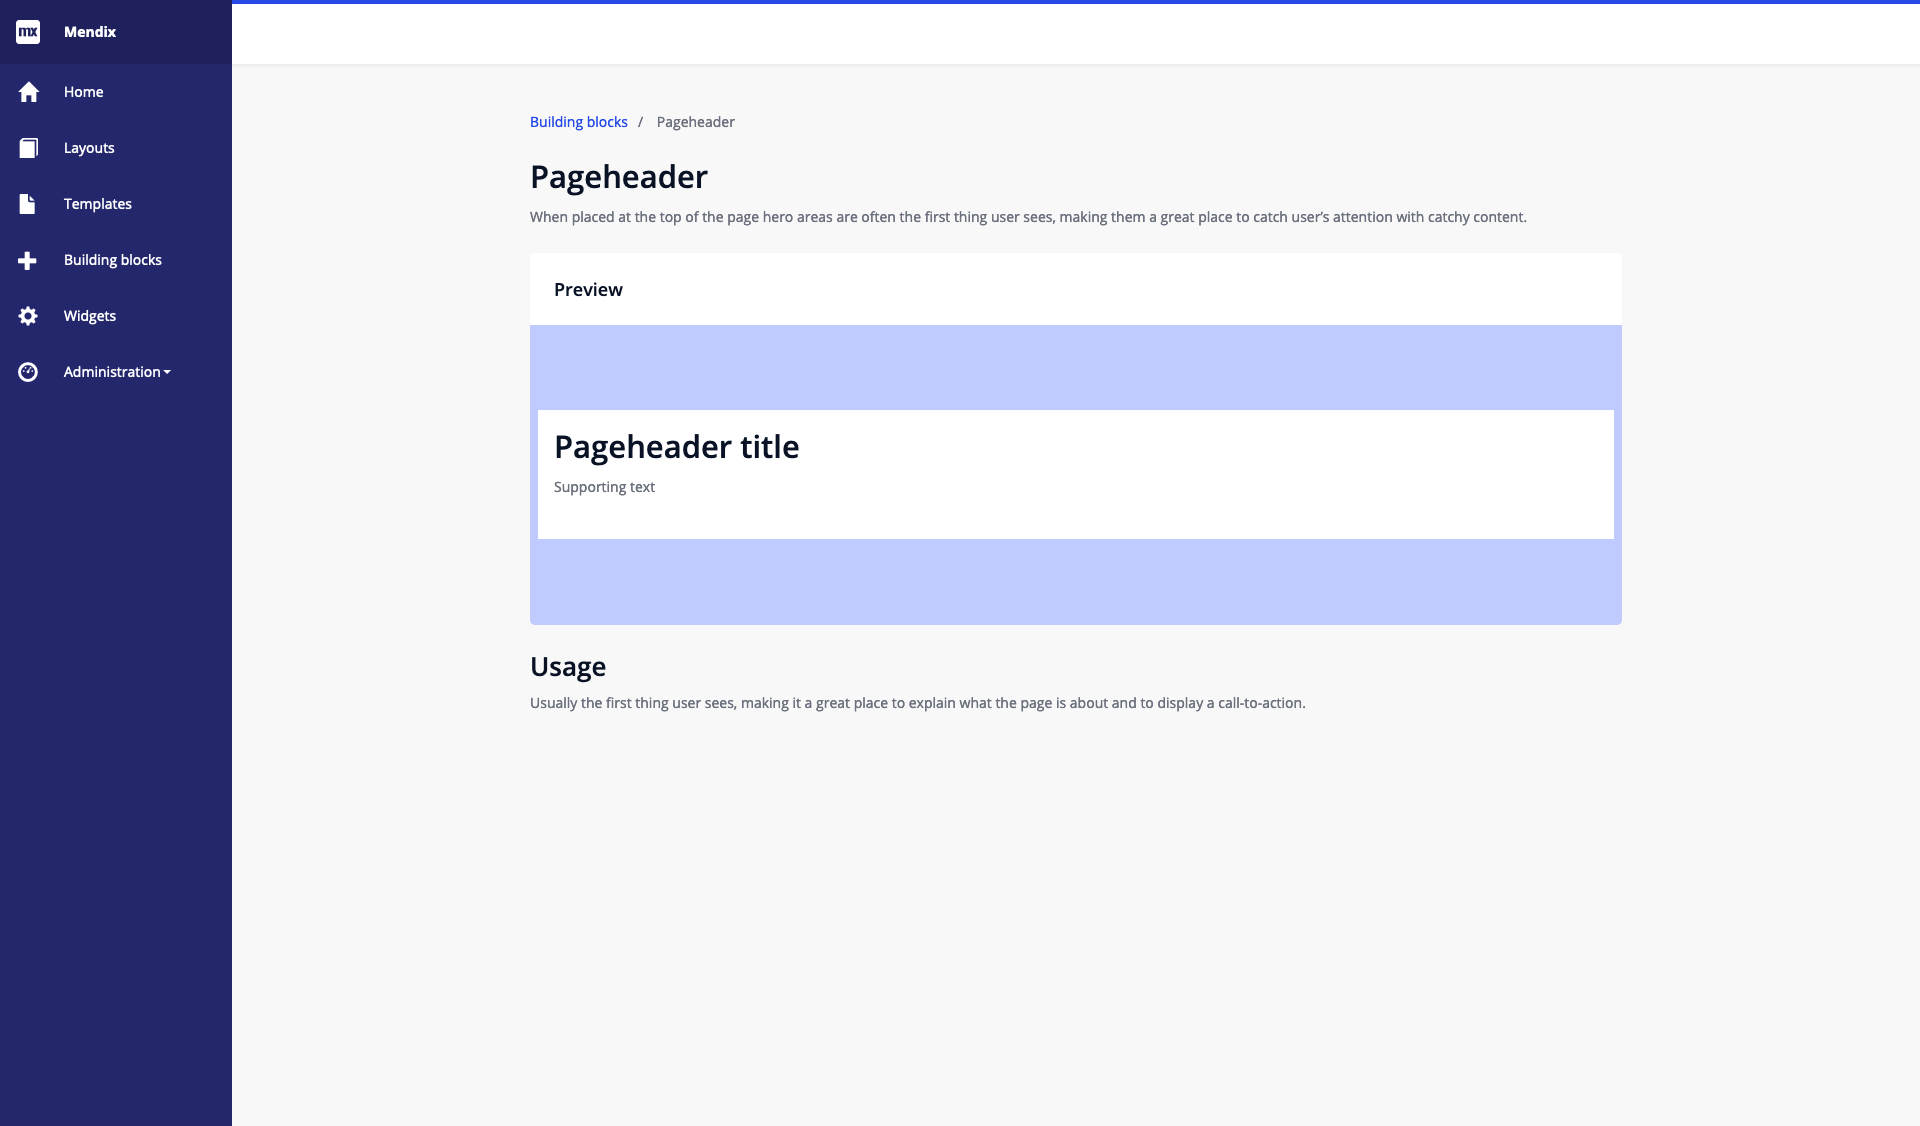 mx Mendix
Home
Layouts
Templates
Building blocks
Widgets
Administration
Building blocks / Pageheader
Pageheader
When placed at the top of the page hero areas are often the first thing user sees, making them a great place to catch user’s attention with catchy content.
Preview
Pageheader title
Supporting text
Usage
Usually the first thing user sees, making it a great place to explain what the page is about and to display a call-to-action.